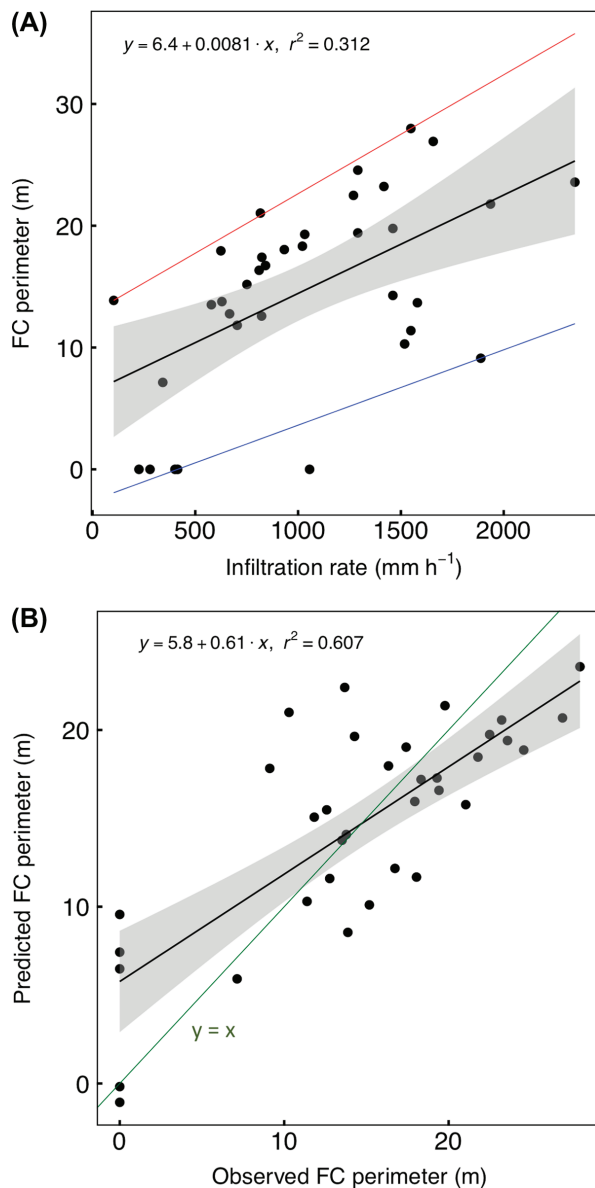 (A)
y = 6.4 + 0.0081 · x, r² = 0.312
30
20
10
0
FC perimeter (m)
0 500 1000 1500 2000
Infiltration rate (mm h⁻¹)
(B)
y = 5.8 + 0.61 · x, r² = 0.607
20
10
0
Predicted FC perimeter (m)
y = x
0 10 20
Observed FC perimeter (m)